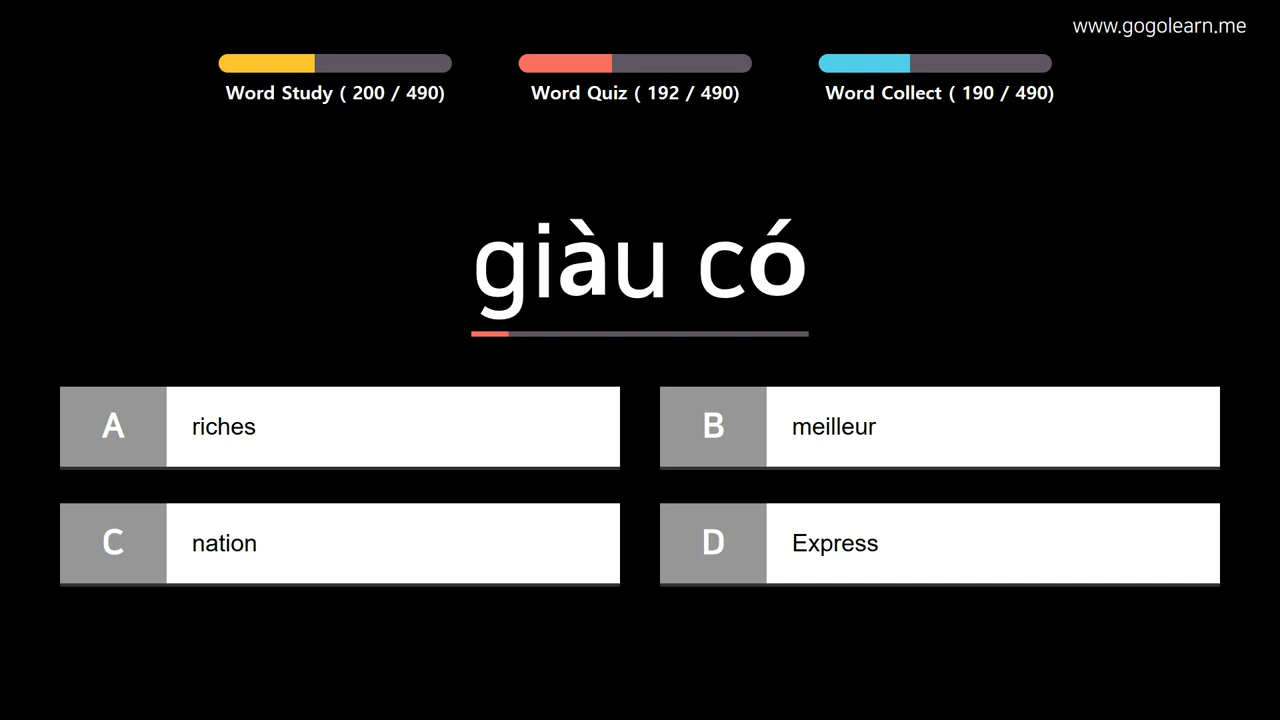 www.gogolearn.me
Word Study ( 200 / 490)
Word Quiz ( 192 / 490)
Word Collect ( 190 / 490)
giàu có
A riches
B meilleur
C nation
D Express